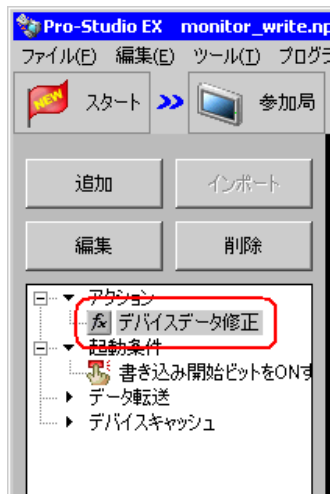 Pro-Studio EX monitor_write.np
ファイル(F) 編集(E) ツール(T) プログラ
NEW スタート 参加局
追加 インポート
編集 削除
アクション
fx デバイスデータ修正
起動条件
書き込み開始ビットをONす
データ転送
デバイスキャッシュ